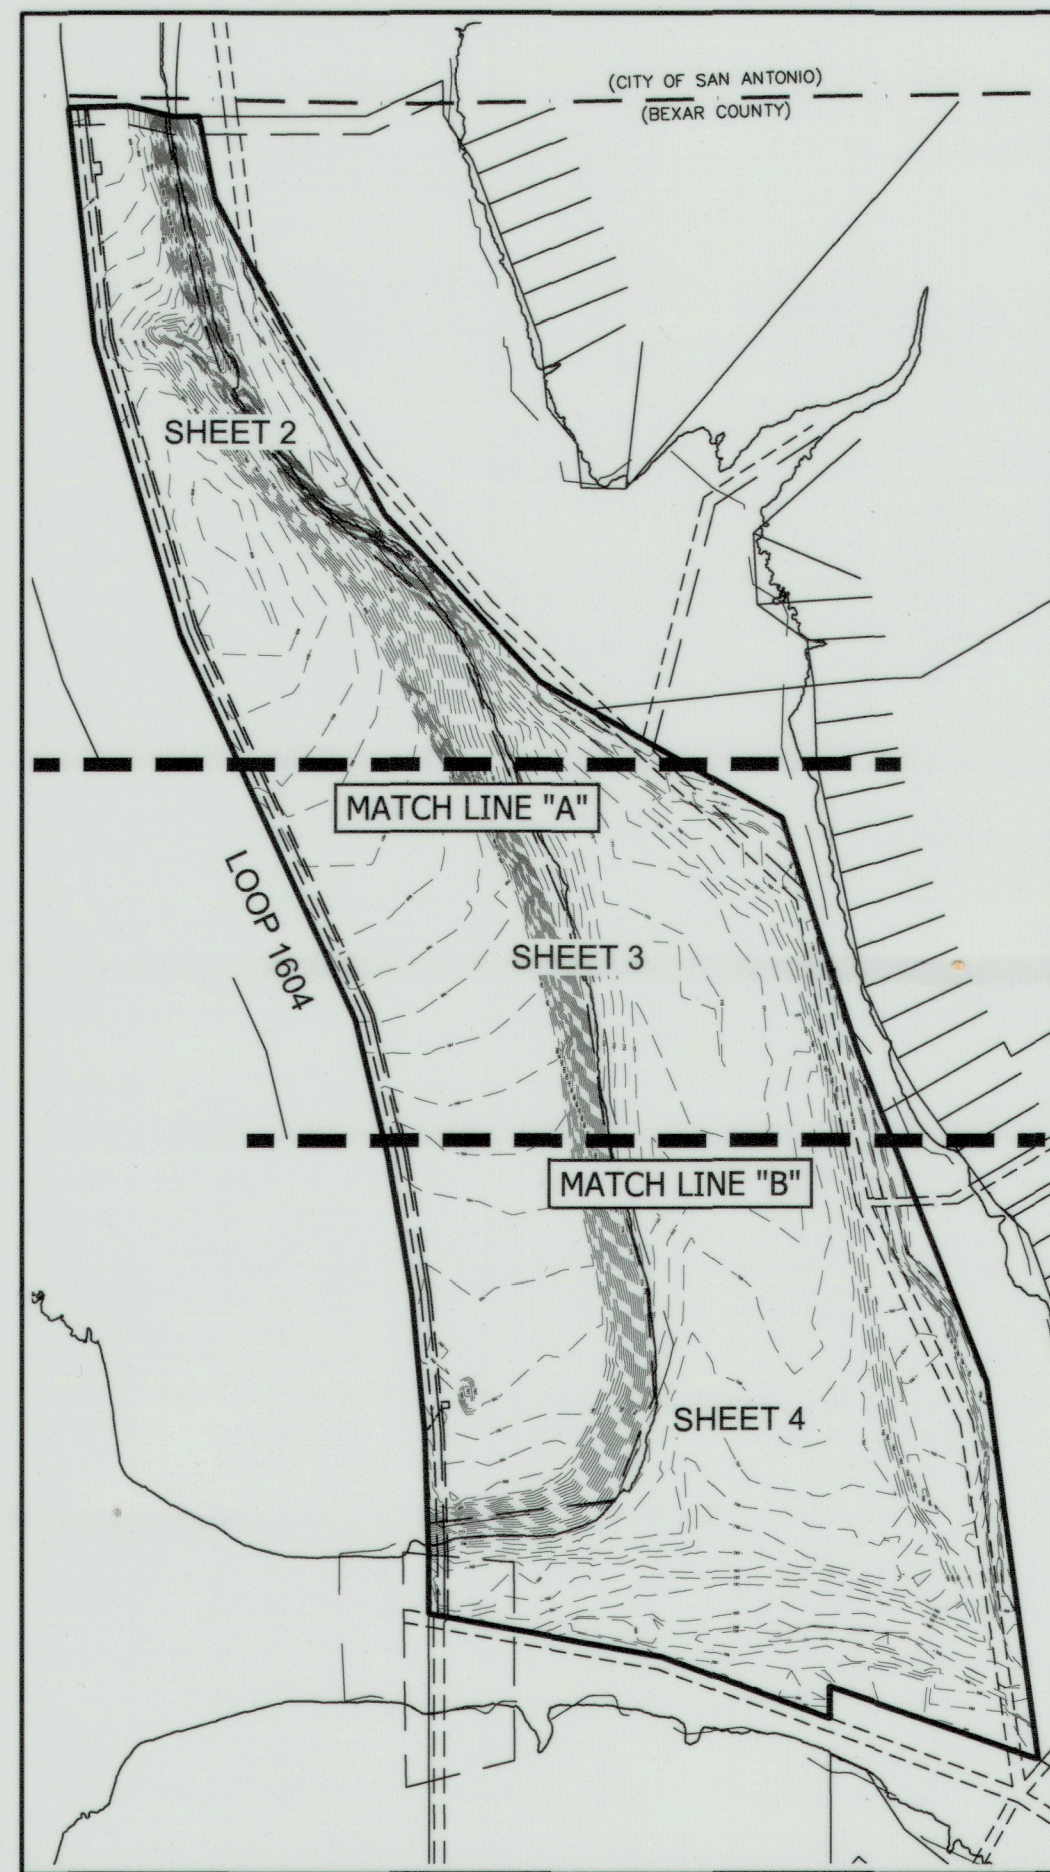 (CITY OF SAN ANTONIO)
(BEXAR COUNTY)
SHEET 2
MATCH LINE "A"
LOOP 1604
SHEET 3
MATCH LINE "B"
SHEET 4